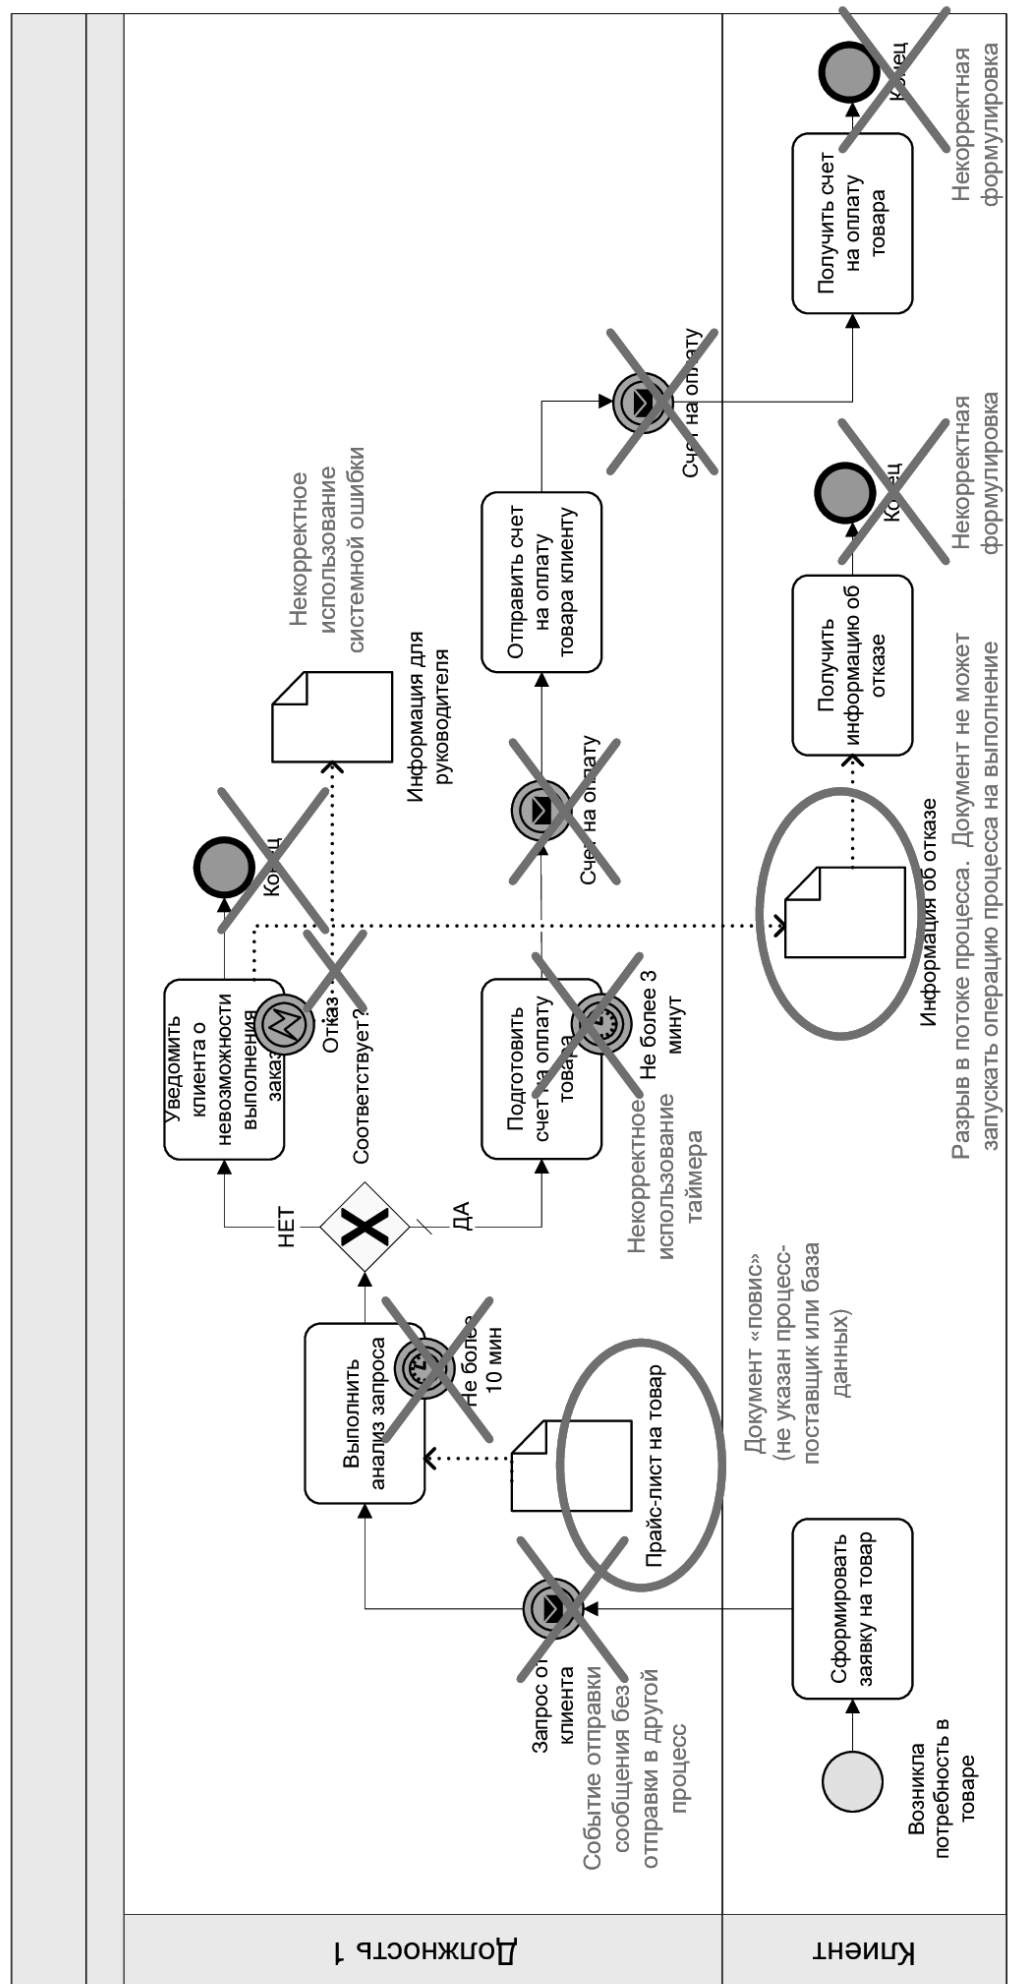 Должность 1
Клиент
Возникла
потребность в
товаре
Сформировать
заявку на товар
Запрос от
клиента
Событие отправки
сообщения без
отправки в другой
процесс
Прайс-лист на товар
Документ «повис»
(не указан процесс-
поставщик или база
данных)
Выполнить
анализ запроса
Не более
10 мин
Соответствует?
НЕТ
ДА
Уведомить
клиента о
невозможности
выполнения
Отказ
Конец
Информация для
руководителя
Некорректное
использование
системной ошибки
Подготовить
счет на оплату
товара
Не более 3
минут
Некорректное
использование
таймера
Счет на оплату
Отправить счет
на оплату
товара клиенту
Счет на оплату
Информация об отказе
Получить
информацию об
отказе
Конец
Некорректная
формулировка
Разрыв в потоке процесса. Документ не может
запускать операцию процесса на выполнение
Получить счет
на оплату
товара
Конец
Некорректная
формулировка